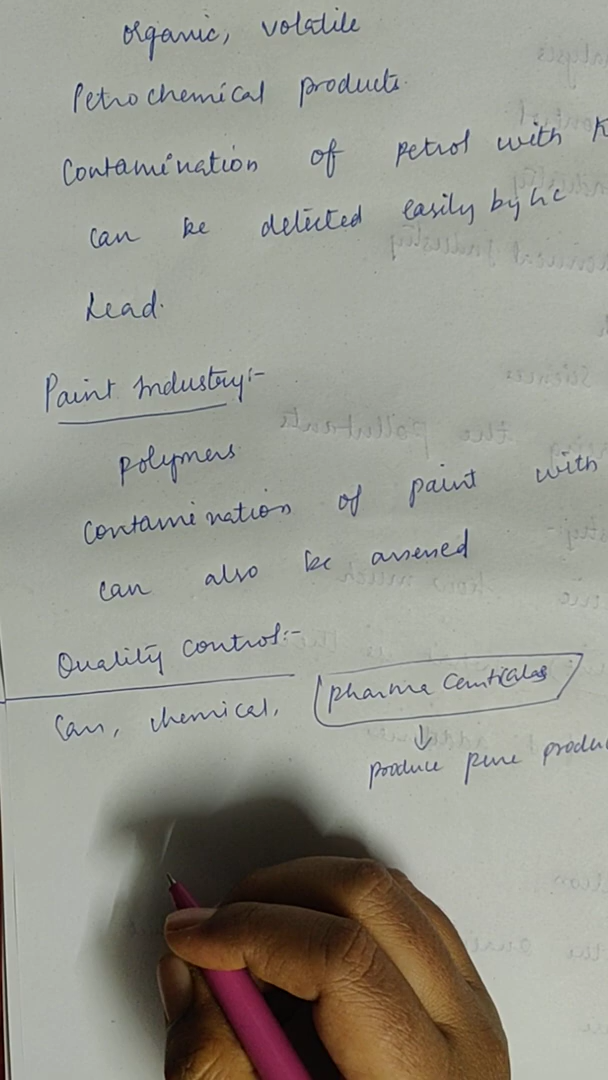 organic, volatile
Petrochemical products.
Contamination of petrol with K
can be detected easily by
Lead.
Paint Industry:-
polymers
contamination of paint with
can also be assessed
Quality control:-
chemical, pharmaceuticals
↓
produce pure produ